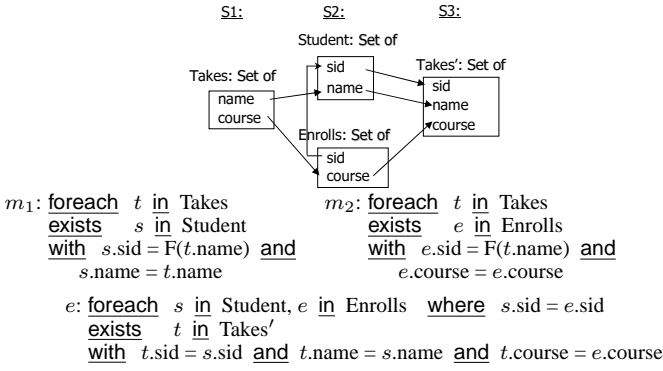 S1: S2: S3:
Student: Set of
Takes: Set of
Takes′: Set of
sid
name
name
course
sid
name
course
Enrolls: Set of
sid
course
m1: foreach t in Takes
exists s in Student
with s.sid = F(t.name) and
s.name = t.name
m2: foreach t in Takes
exists e in Enrolls
with e.sid = F(t.name) and
e.course = e.course
e: foreach s in Student, e in Enrolls where s.sid = e.sid
exists t in Takes′
with t.sid = s.sid and t.name = s.name and t.course = e.course